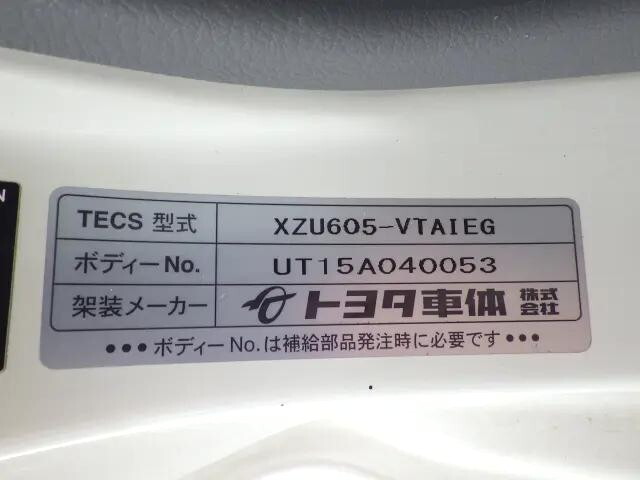 N
TECS 型式 XZU605-VTAIEG
ボディーNo. UT15A040053
架装メーカー トヨタ車体 株式会社
●●● ボディー No.は補給部品発注時に必要です ●●●